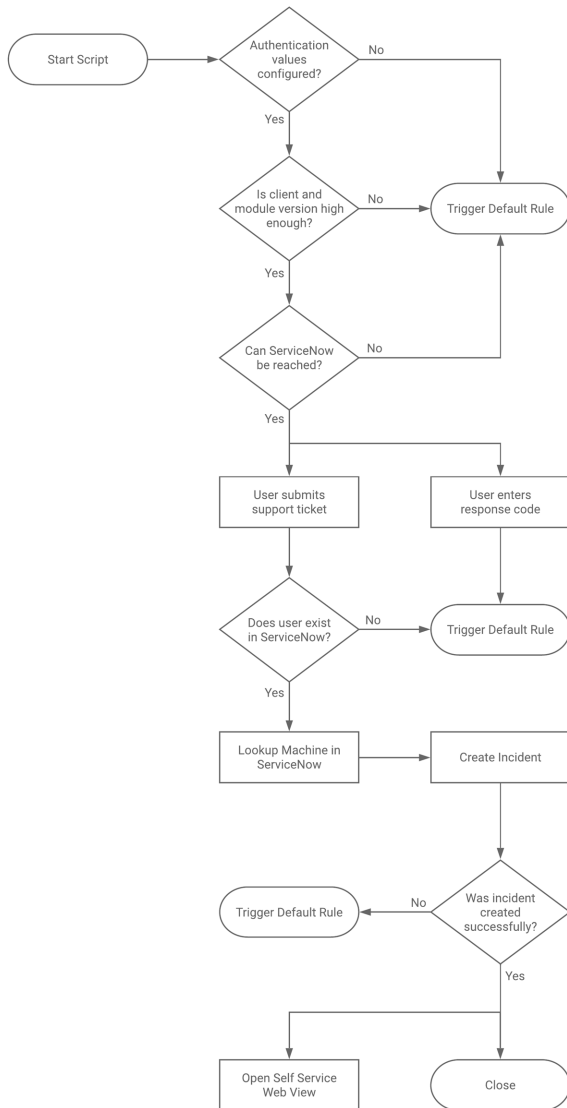 Start Script
Authentication
values
configured?
No
Yes
Is client and
module version high
enough?
No
Trigger Default Rule
Yes
Can ServiceNow
be reached?
No
Yes
User submits
support ticket
User enters
response code
Does user exist
in ServiceNow?
No
Trigger Default Rule
Yes
Lookup Machine in
ServiceNow
Create Incident
Trigger Default Rule
No
Was incident
created
successfully?
Yes
Open Self Service
Web View
Close